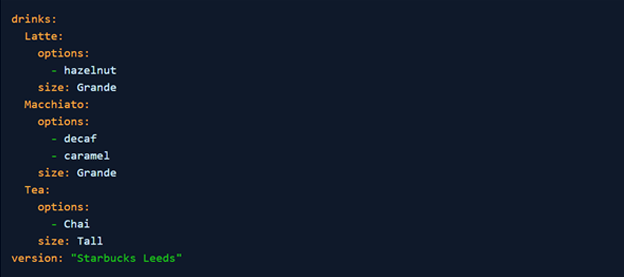 drinks:
  Latte:
    options:
      - hazelnut
    size: Grande
  Macchiato:
    options:
      - decaf
      - caramel
    size: Grande
  Tea:
    options:
      - Chai
    size: Tall
version: "Starbucks Leeds"